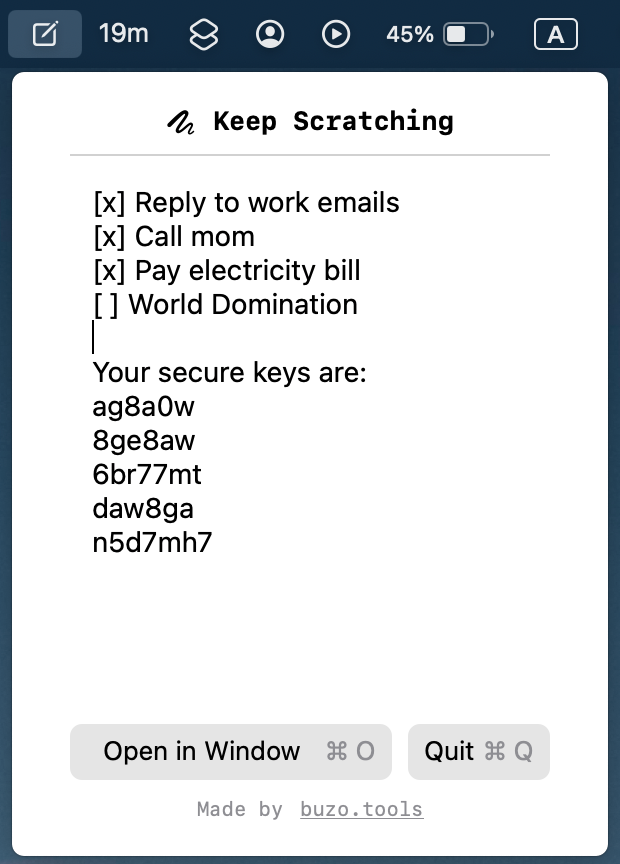 19m
45%
A
Keep Scratching
[x] Reply to work emails
[x] Call mom
[x] Pay electricity bill
[ ] World Domination
Your secure keys are:
ag8a0w
8ge8aw
6br77mt
daw8ga
n5d7mh7
Open in Window ⌘ O
Quit ⌘ Q
Made by buzo.tools